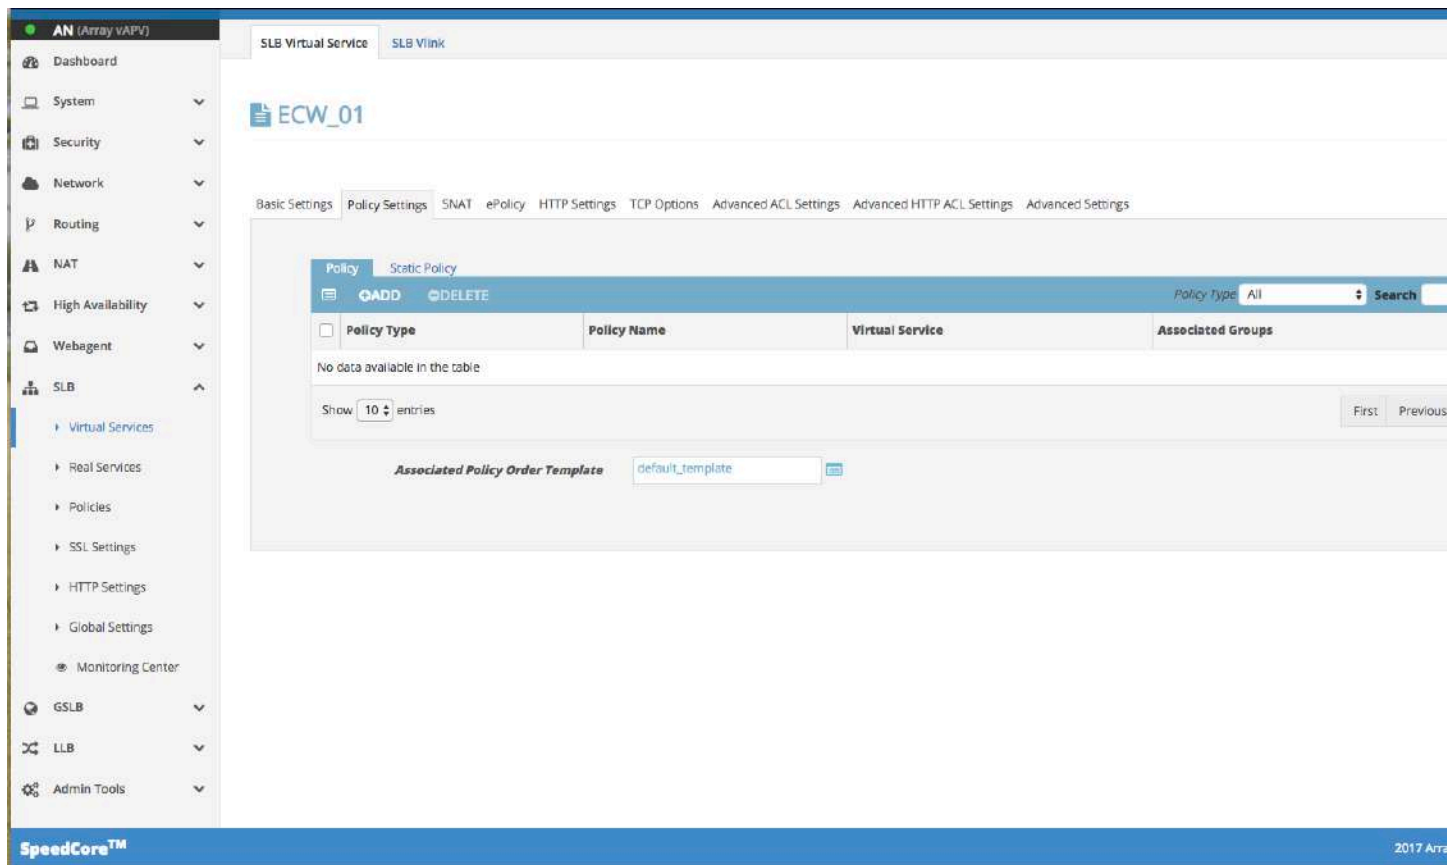 AN (Array vAPV)
Dashboard
System
Security
Network
Routing
NAT
High Availability
Webagent
SLB
Virtual Services
Real Services
Policies
SSL Settings
HTTP Settings
Global Settings
Monitoring Center
GSLB
LLB
Admin Tools
SLB Virtual Service SLB Vlink
ECW_01
Basic Settings Policy Settings SNAT ePolicy HTTP Settings TCP Options Advanced ACL Settings Advanced HTTP ACL Settings Advanced Settings
Policy Static Policy
ADD DELETE Policy Type All Search
Policy Type Policy Name Virtual Service Associated Groups
No data available in the table
Show 10 entries First Previous
Associated Policy Order Template default_template
SpeedCore™ 2017